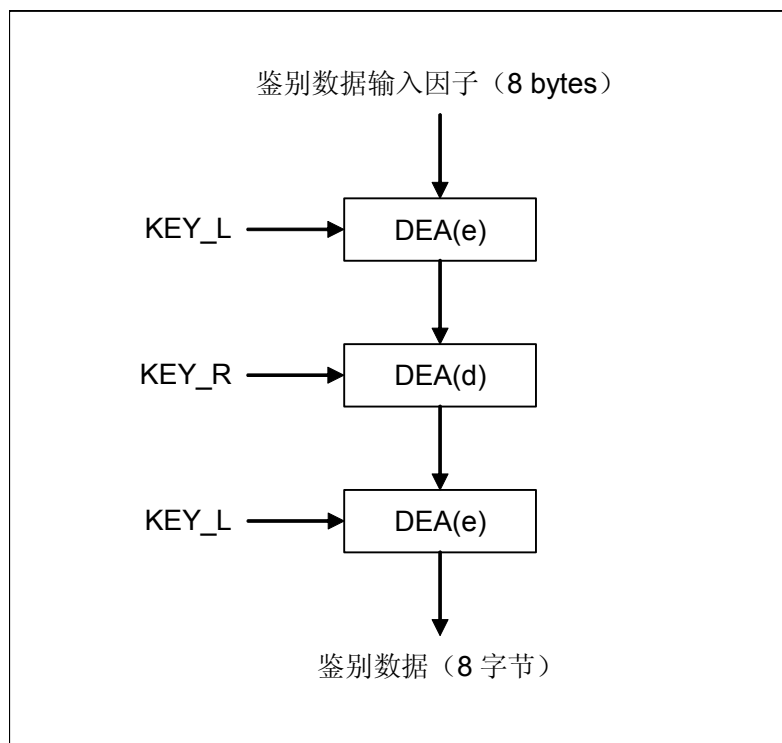 鉴别数据输入因子（8 bytes）
KEY_L
DEA(e)
KEY_R
DEA(d)
KEY_L
DEA(e)
鉴别数据（8 字节）